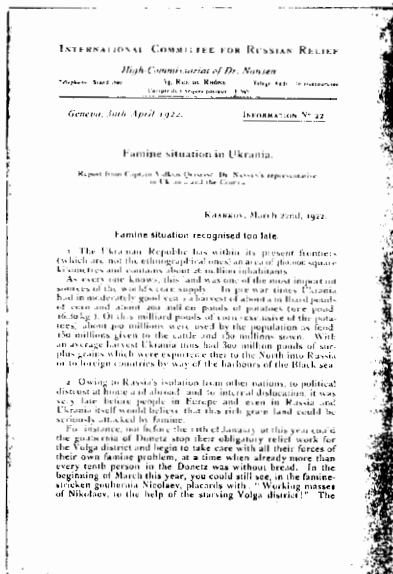 INTERNATIONAL COMMITTEE FOR RUSSIAN RELIEF
High Commissariat of Dr. Nansen
Geneva, 30th April 1922.
INFORMATION Nº 22
Famine situation in Ukrania.
Report from Captain Vidkun Quisling, Dr. Nansen's representative
in Ukrania and the Crimea
KHARKOV, March 22nd, 1922.
Famine situation recognised too late.
1. The Ukranian Republic has within its present frontiers
(which are not the ethnographical ones) an area of square
kilometres and contains about 26 million inhabitants.
As every one knows, this land was one of the most important
sources of the world's corn supply. In pre war times Ukrania
had in moderately good years a harvest of about a milliard poods
of corn and about 200 million poods of potatoes (one pood
16.30 kg.). Of this milliard poods of corn (exclusive of the pota-
toes) about 300 millions were used by the population as food
150 millions given to the cattle and 150 millions sown. With
an average harvest Ukrania thus had 300 million poods of sur-
plus grains which were exported either to the North into Russia
or to foreign countries by way of the harbours of the Black sea.
2. Owing to Russia's isolation from other nations, to political
distrust at home and abroad and to internal dislocation, it was
very late before people in Europe and even in Russia and
Ukrania itself would believe that this rich grain land could be
seriously attacked by famine.
For instance, not before the 11th of January of this year could
the gouhernia of Donetz stop their obligatory relief work for
the Volga district and begin to take care with all their forces of
their own famine problem, at a time when already more than
every tenth person in the Donetz was without bread. In the
beginning of March this year, you could still see, in the famine-
stricken gouhernia Nicolaev, placards with: "Working masses
of Nikolaev, to the help of the starving Volga district!" The